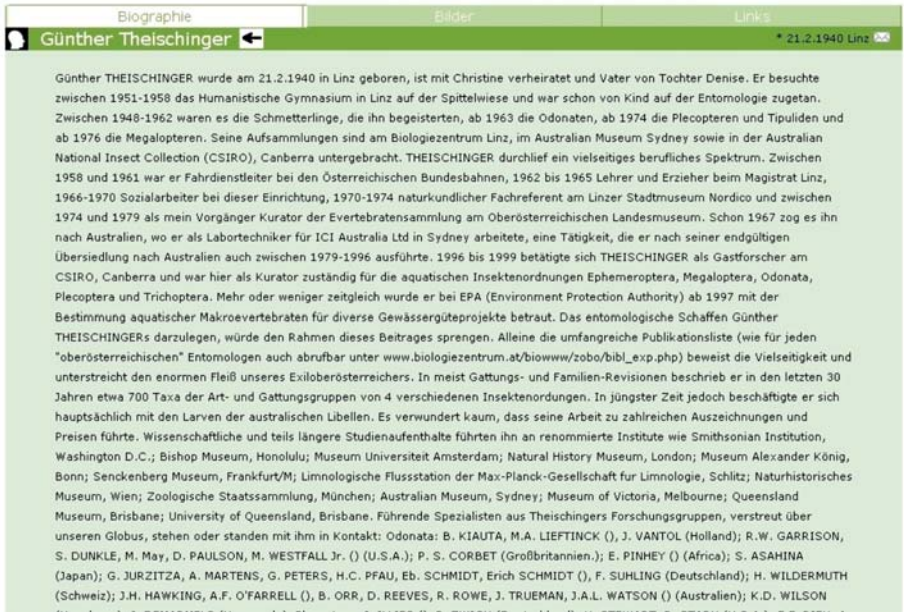 Biographie Bilder Links
Günther Theischinger * 21.2.1940 Linz
Günther THEISCHINGER wurde am 21.2.1940 in Linz geboren, ist mit Christine verheiratet und Vater von Tochter Denise. Er besuchte
zwischen 1951-1958 das Humanistische Gymnasium in Linz auf der Spittelwiese und war schon von Kind auf der Entomologie zugetan.
Zwischen 1948-1962 waren es die Schmetterlinge, die ihn begeisterten, ab 1963 die Odonaten, ab 1974 die Plecopteren und Tipuliden und
ab 1976 die Megalopteren. Seine Aufsammlungen sind am Biologiezentrum Linz, im Australian Museum Sydney sowie in der Australian
National Insect Collection (CSIRO), Canberra untergebracht. THEISCHINGER durchlief ein vielseitiges berufliches Spektrum. Zwischen
1958 und 1961 war er Fahrdienstleiter bei den Österreichischen Bundesbahnen, 1962 bis 1965 Lehrer und Erzieher beim Magistrat Linz,
1966-1970 Sozialarbeiter bei dieser Einrichtung, 1970-1974 naturkundlicher Fachreferent am Linzer Stadtmuseum Nordico und zwischen
1974 und 1979 als mein Vorgänger Kurator der Evertebratensammlung am Oberösterreichischen Landesmuseum. Schon 1967 zog es ihn
nach Australien, wo er als Labortechniker für ICI Australia Ltd in Sydney arbeitete, eine Tätigkeit, die er nach seiner endgültigen
Übersiedlung nach Australien auch zwischen 1979-1996 ausführte. 1996 bis 1999 betätigte sich THEISCHINGER als Gastforscher am
CSIRO, Canberra und war hier als Kurator zuständig für die aquatischen Insektenordnungen Ephemeroptera, Megaloptera, Odonata,
Plecoptera und Trichoptera. Mehr oder weniger zeitgleich wurde er bei EPA (Environment Protection Authority) ab 1997 mit der
Bestimmung aquatischer Makroevertebraten für diverse Gewässergüteprojekte betraut. Das entomologische Schaffen Günther
THEISCHINGERs darzulegen, würde den Rahmen dieses Beitrages sprengen. Alleine die umfangreiche Publikationsliste (wie für jeden
"oberösterreichischen" Entomologen auch abrufbar unter www.biologiezentrum.at/biowww/zobo/bibl_exp.php) beweist die Vielseitigkeit und
unterstreicht den enormen Fleiß unseres Exiloberösterreichers. In meist Gattungs- und Familien-Revisionen beschrieb er in den letzten 30
Jahren etwa 700 Taxa der Art- und Gattungsgruppen von 4 verschiedenen Insektenordungen. In jüngster Zeit jedoch beschäftigte er sich
hauptsächlich mit den Larven der australischen Libellen. Es verwundert kaum, dass seine Arbeit zu zahlreichen Auszeichnungen und
Preisen führte. Wissenschaftliche und teils längere Studienaufenthalte führten ihn an renommierte Institute wie Smithsonian Institution,
Washington D.C.; Bishop Museum, Honolulu; Museum Universiteit Amsterdam; Natural History Museum, London; Museum Alexander König,
Bonn; Senckenberg Museum, Frankfurt/M; Limnologische Flussstation der Max-Planck-Gesellschaft fur Limnologie, Schlitz; Naturhistorisches
Museum, Wien; Zoologische Staatssammlung, München; Australian Museum, Sydney; Museum of Victoria, Melbourne; Queensland
Museum, Brisbane; University of Queensland, Brisbane. Führende Spezialisten aus Theischingers Forschungsgruppen, verstreut über
unseren Globus, stehen oder standen mit ihm in Kontakt: Odonata: B. KIAUTA, M.A. LIEFTINCK (), J. VANTOL (Holland); R.W. GARRISON,
S. DUNKLE, M. May, D. PAULSON, M. WESTFALL Jr. () (U.S.A.); P. S. CORBET (Großbritannien.); E. PINHEY () (Africa); S. ASAHINA
(Japan); G. JURZITZA, A. MARTENS, G. PETERS, H.C. PFAU, Eb. SCHMIDT, Erich SCHMIDT (), F. SUHLING (Deutschland); H. WILDERMUTH
(Schweiz); J.H. HAWKING, A.F. O'FARRELL (), B. ORR, D. REEVES, R. ROWE, J. TRUEMAN, J.A.L. WATSON () (Australien); K.D. WILSON